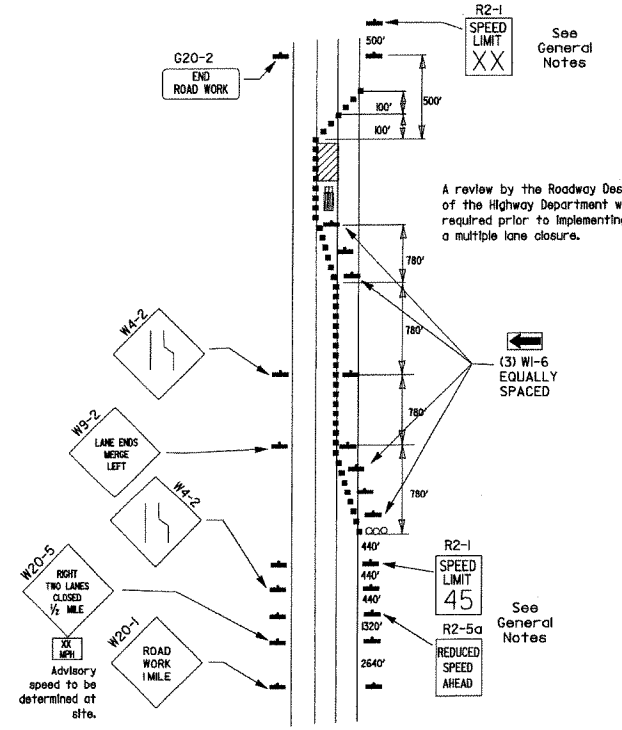 R2-1
SPEED
LIMIT
XX
See
General
Notes
500'
G20-2
END
ROAD WORK
500'
100'
100'
A review by the Roadway Des
of the Highway Department w
required prior to implementing
a multiple lane closure.
780'
780'
W4-2
(3) W1-6
EQUALLY
SPACED
780'
W9-2
LANE ENDS
MERGE
LEFT
780'
W4-2
440'
R2-1
SPEED
LIMIT
45
440'
440'
See
General
Notes
W20-5
RIGHT
TWO LANES
CLOSED
1/2 MILE
XX
MPH
Advisory
speed to be
determined at
site.
1320'
R2-5a
REDUCED
SPEED
AHEAD
W20-1
ROAD
WORK
1 MILE
2640'